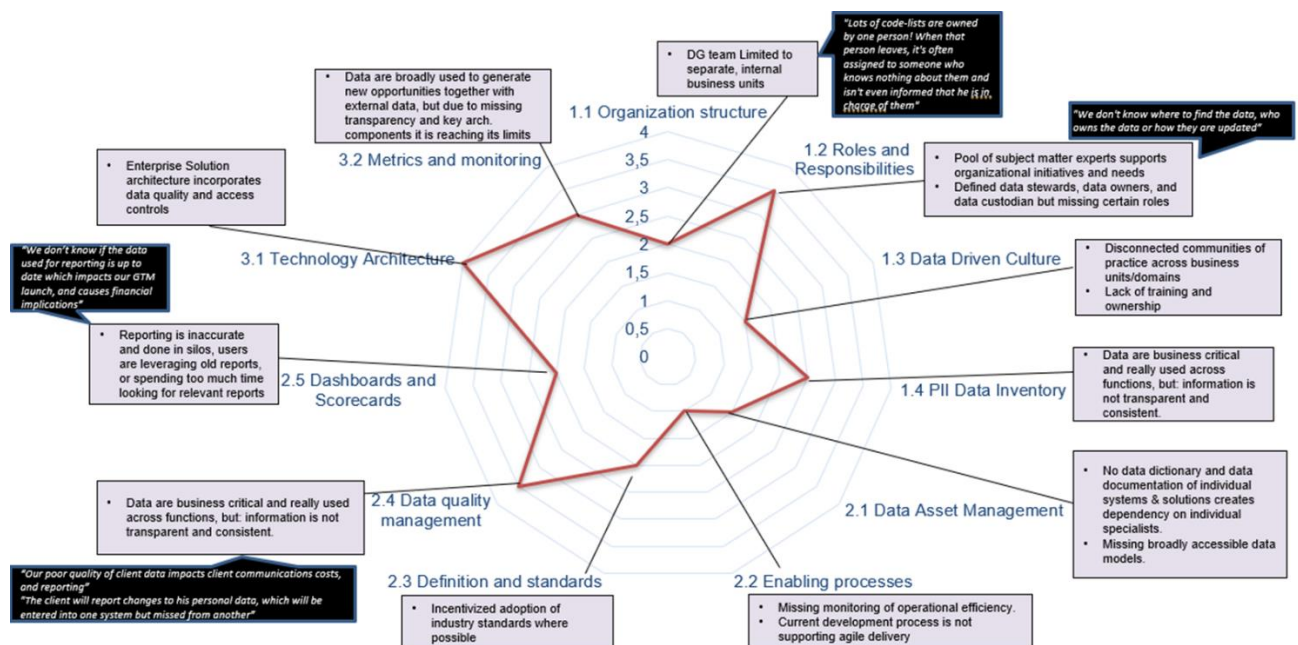 "Lots of code-lists are owned
by one person! When that
person leaves, it's often
assigned to someone who
knows nothing about them and
isn't even informed that he is in
charge of them"
• DG team Limited to
separate, internal
business units
• Data are broadly used to generate
new opportunities together with
external data, but due to missing
transparency and key arch.
components it is reaching its limits
1.1 Organization structure
4
3,5
3
2,5
2
1,5
1
0,5
0
"We don't know where to find the data, who
owns the data or how they are updated"
1.2 Roles and
Responsibilities
• Pool of subject matter experts supports
organizational initiatives and needs
• Defined data stewards, data owners, and
data custodian but missing certain roles
3.2 Metrics and monitoring
• Enterprise Solution
architecture incorporates
data quality and access
controls
3.1 Technology Architecture
1.3 Data Driven Culture
• Disconnected communities of
practice across business
units/domains
• Lack of training and
ownership
"We don't know if the data
used for reporting is up to
date which impacts our GTM
launch, and causes financial
implications"
• Reporting is inaccurate
and done in silos, users
are leveraging old reports,
or spending too much time
looking for relevant reports
2.5 Dashboards and
Scorecards
1.4 PII Data Inventory
• Data are business critical
and really used across
functions, but: information is
not transparent and
consistent.
• Data are business critical and really used
across functions, but: information is not
transparent and consistent.
2.4 Data quality
management
2.1 Data Asset Management
• No data dictionary and data
documentation of individual
systems & solutions creates
dependency on individual
specialists.
• Missing broadly accessible data
models.
"Our poor quality of client data impacts client communications costs,
and reporting"
"The client will report changes to his personal data, which will be
entered into one system but missed from another"
2.3 Definition and standards
• Incentivized adoption of
industry standards where
possible
2.2 Enabling processes
• Missing monitoring of operational efficiency.
• Current development process is not
supporting agile delivery